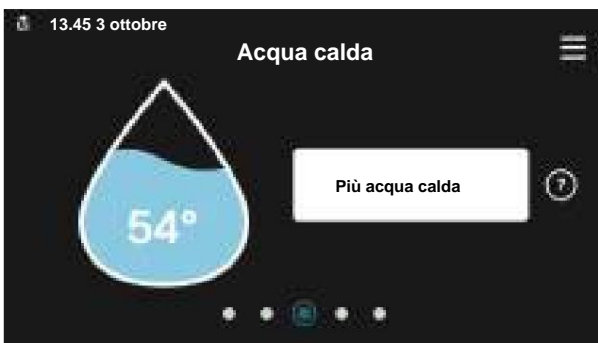 13.45 3 ottobre
Acqua calda
54°
Più acqua calda
?